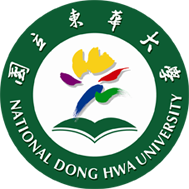 國立東華大學
NATIONAL DONG HWA UNIVERSITY